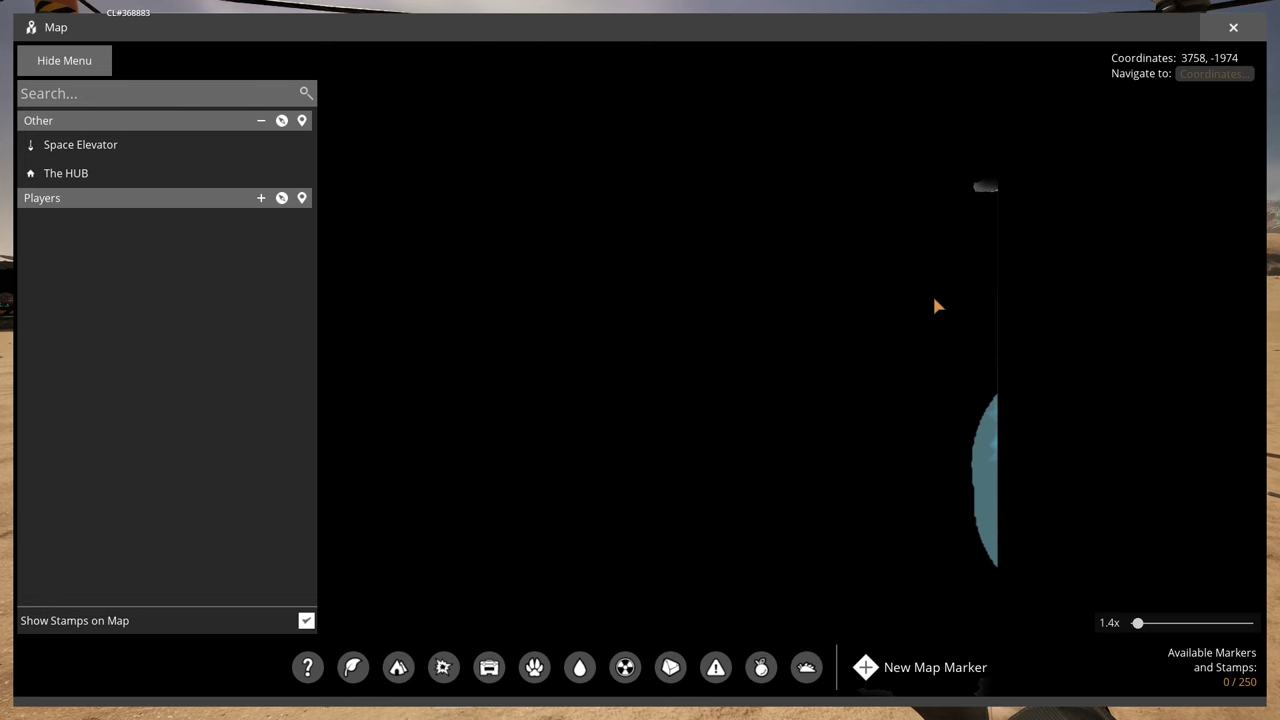 CL#368883
Map
Hide Menu
Coordinates: 3758, -1974
Navigate to: Coordinates...
Search...
Other
Space Elevator
The HUB
Players
Show Stamps on Map
1.4x
New Map Marker
Available Markers
and Stamps:
0 / 250